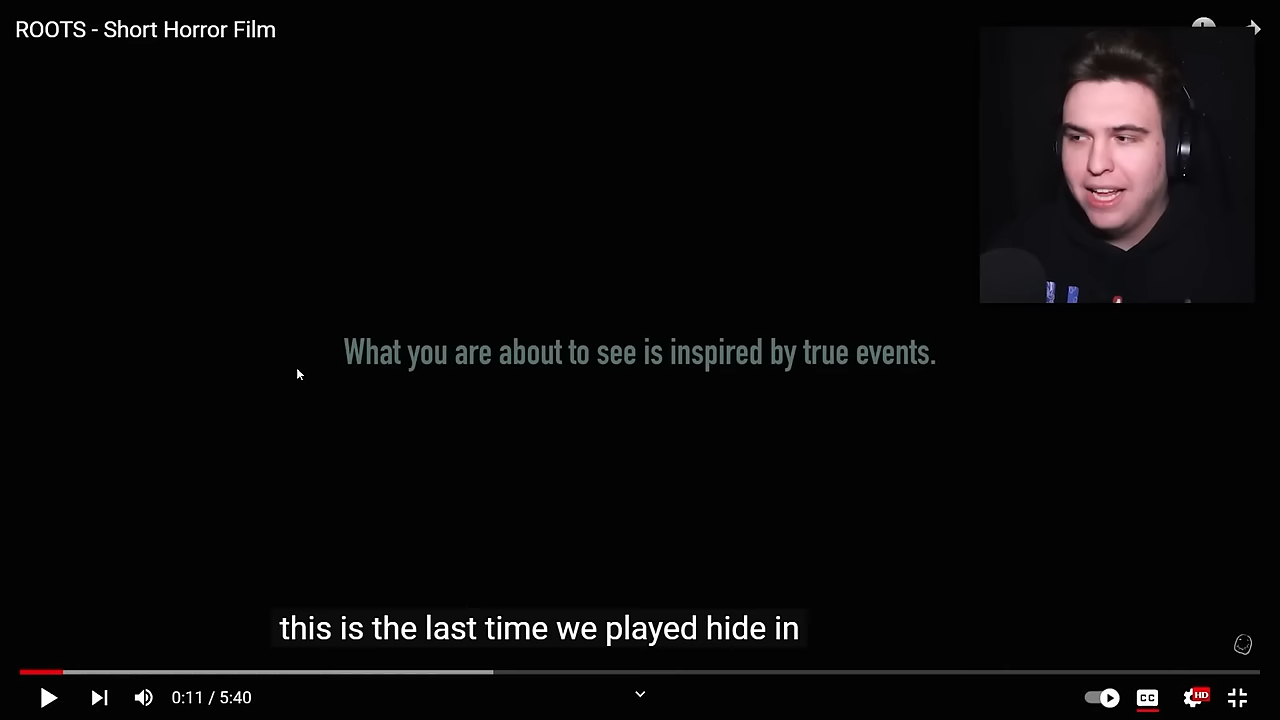 ROOTS - Short Horror Film
What you are about to see is inspired by true events.
this is the last time we played hide in
0:11 / 5:40
CC
HD